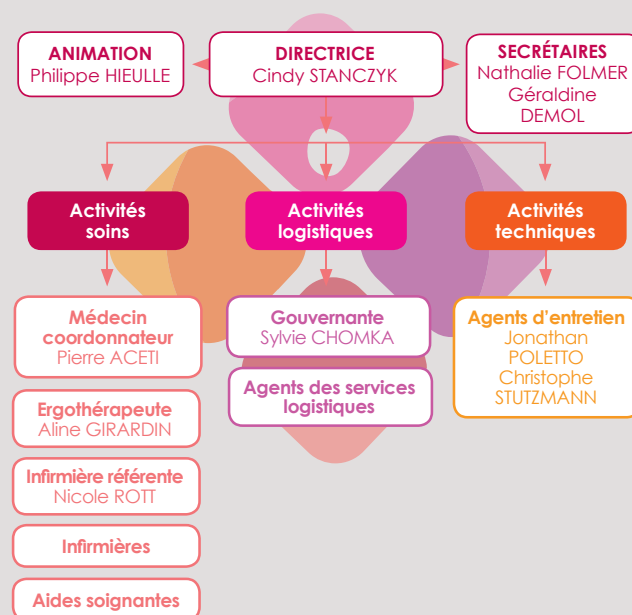 ANIMATION
Philippe HIEULLE
DIRECTRICE
Cindy STANCZYK
SECRÉTAIRES
Nathalie FOLMER
Géraldine
DEMOL
Activités
soins
Activités
logistiques
Activités
techniques
Médecin
coordonnateur
Pierre ACETI
Ergothérapeute
Aline GIRARDIN
Infirmière référente
Nicole ROTT
Infirmières
Aides soignantes
Gouvernante
Sylvie CHOMKA
Agents des services
logistiques
Agents d'entretien
Jonathan
POLETTO
Christophe
STUTZMANN